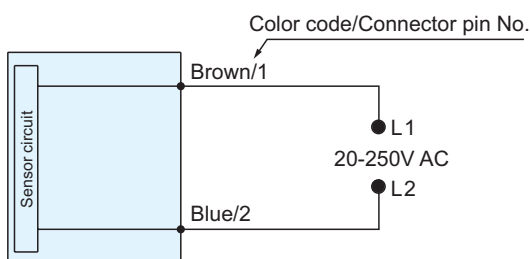 Color code/Connector pin No.
Brown/1
Sensor circuit
L1
20-250V AC
L2
Blue/2